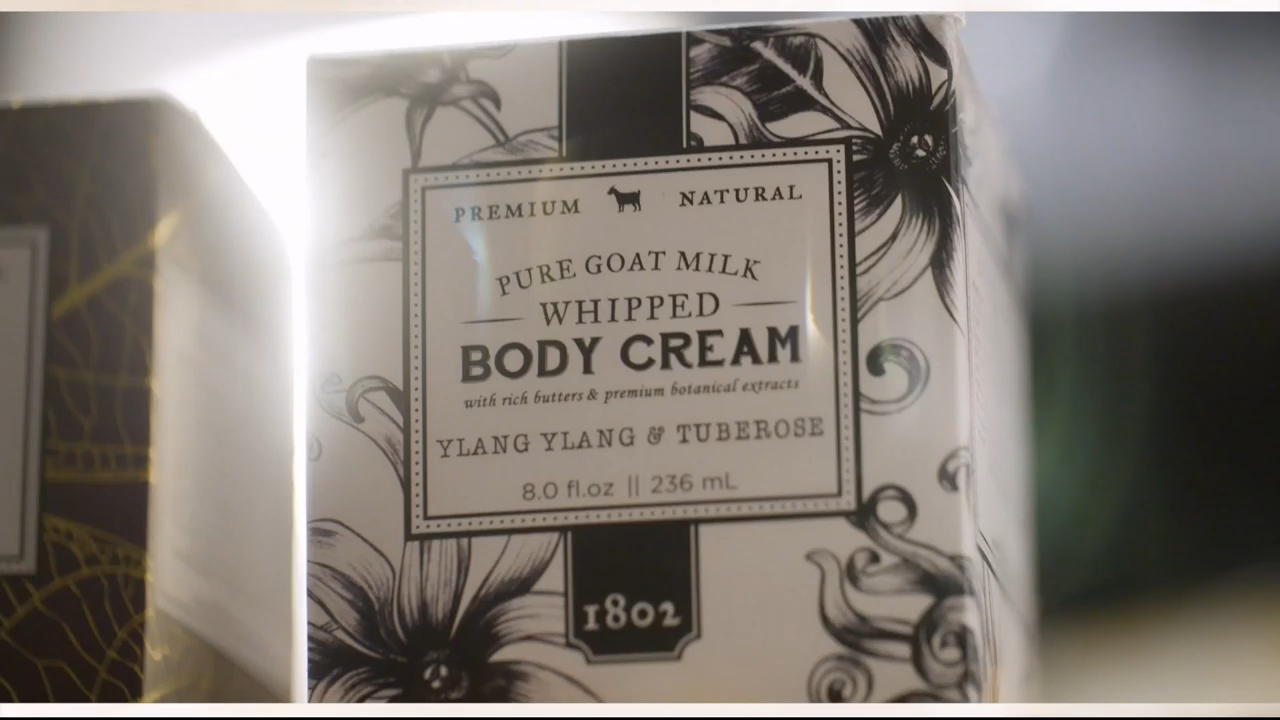 PREMIUM NATURAL
PURE GOAT MILK
WHIPPED
BODY CREAM
with rich butters & premium botanical extracts
YLANG YLANG & TUBEROSE
8.0 fl.oz || 236 mL
1802